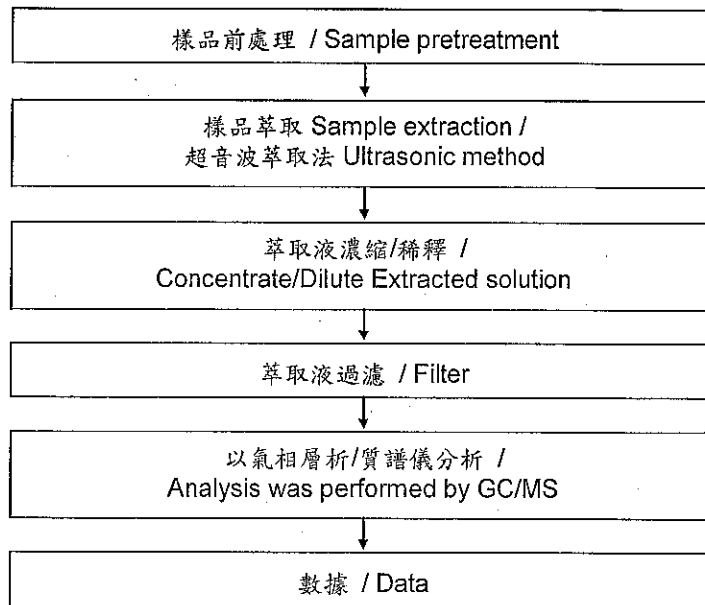 樣品前處理 / Sample pretreatment
樣品萃取 Sample extraction /
超音波萃取法 Ultrasonic method
萃取液濃縮/稀釋 /
Concentrate/Dilute Extracted solution
萃取液過濾 / Filter
以氣相層析/質譜儀分析 /
Analysis was performed by GC/MS
數據 / Data